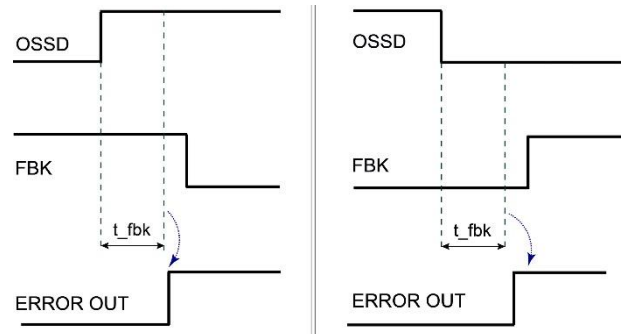 OSSD
FBK
t_fbk
ERROR OUT
OSSD
FBK
t_fbk
ERROR OUT